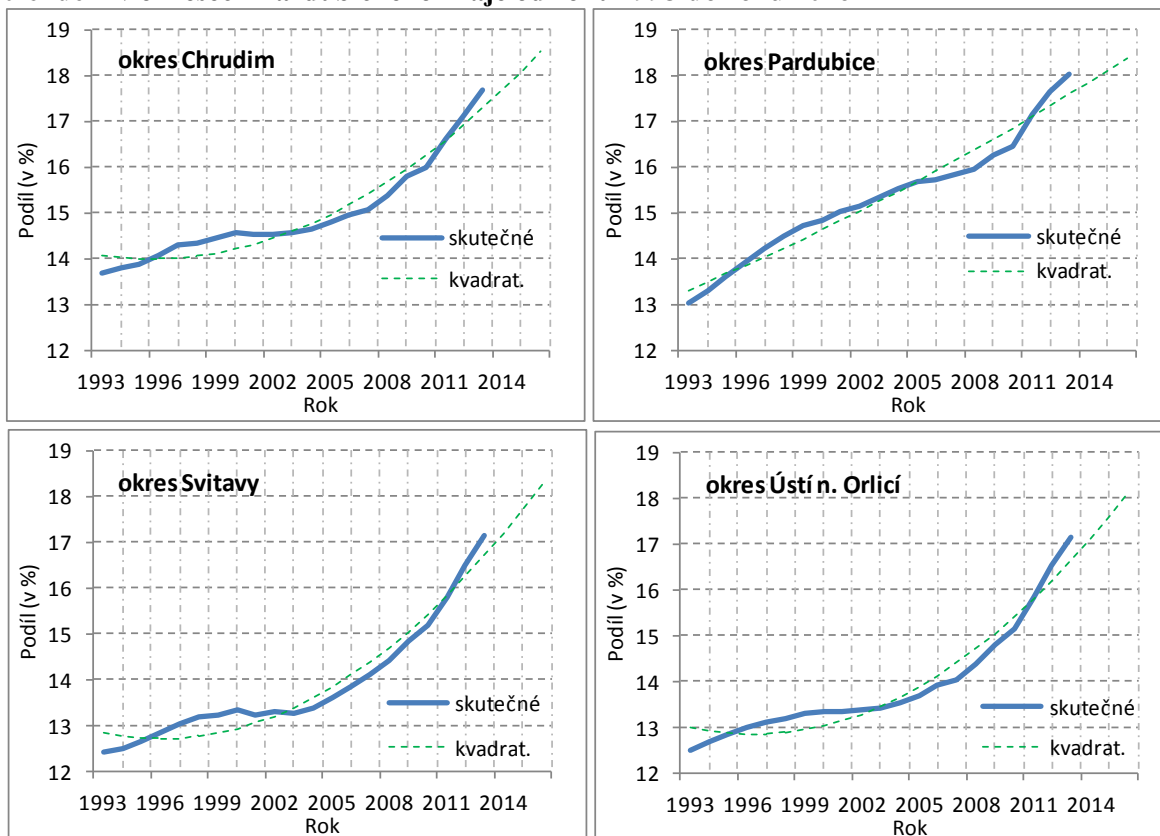 okres Chrudim
19
18
17
16
15
14
13
12
Podíl (v %)
skutečné
kvadrat.
1993 1996 1999 2002 2005 2008 2011 2014
Rok
okres Pardubice
19
18
17
16
15
14
13
12
Podíl (v %)
skutečné
kvadrat.
1993 1996 1999 2002 2005 2008 2011 2014
Rok
okres Svitavy
19
18
17
16
15
14
13
12
Podíl (v %)
skutečné
kvadrat.
1993 1996 1999 2002 2005 2008 2011 2014
Rok
okres Ústí n. Orlicí
19
18
17
16
15
14
13
12
Podíl (v %)
skutečné
kvadrat.
1993 1996 1999 2002 2005 2008 2011 2014
Rok